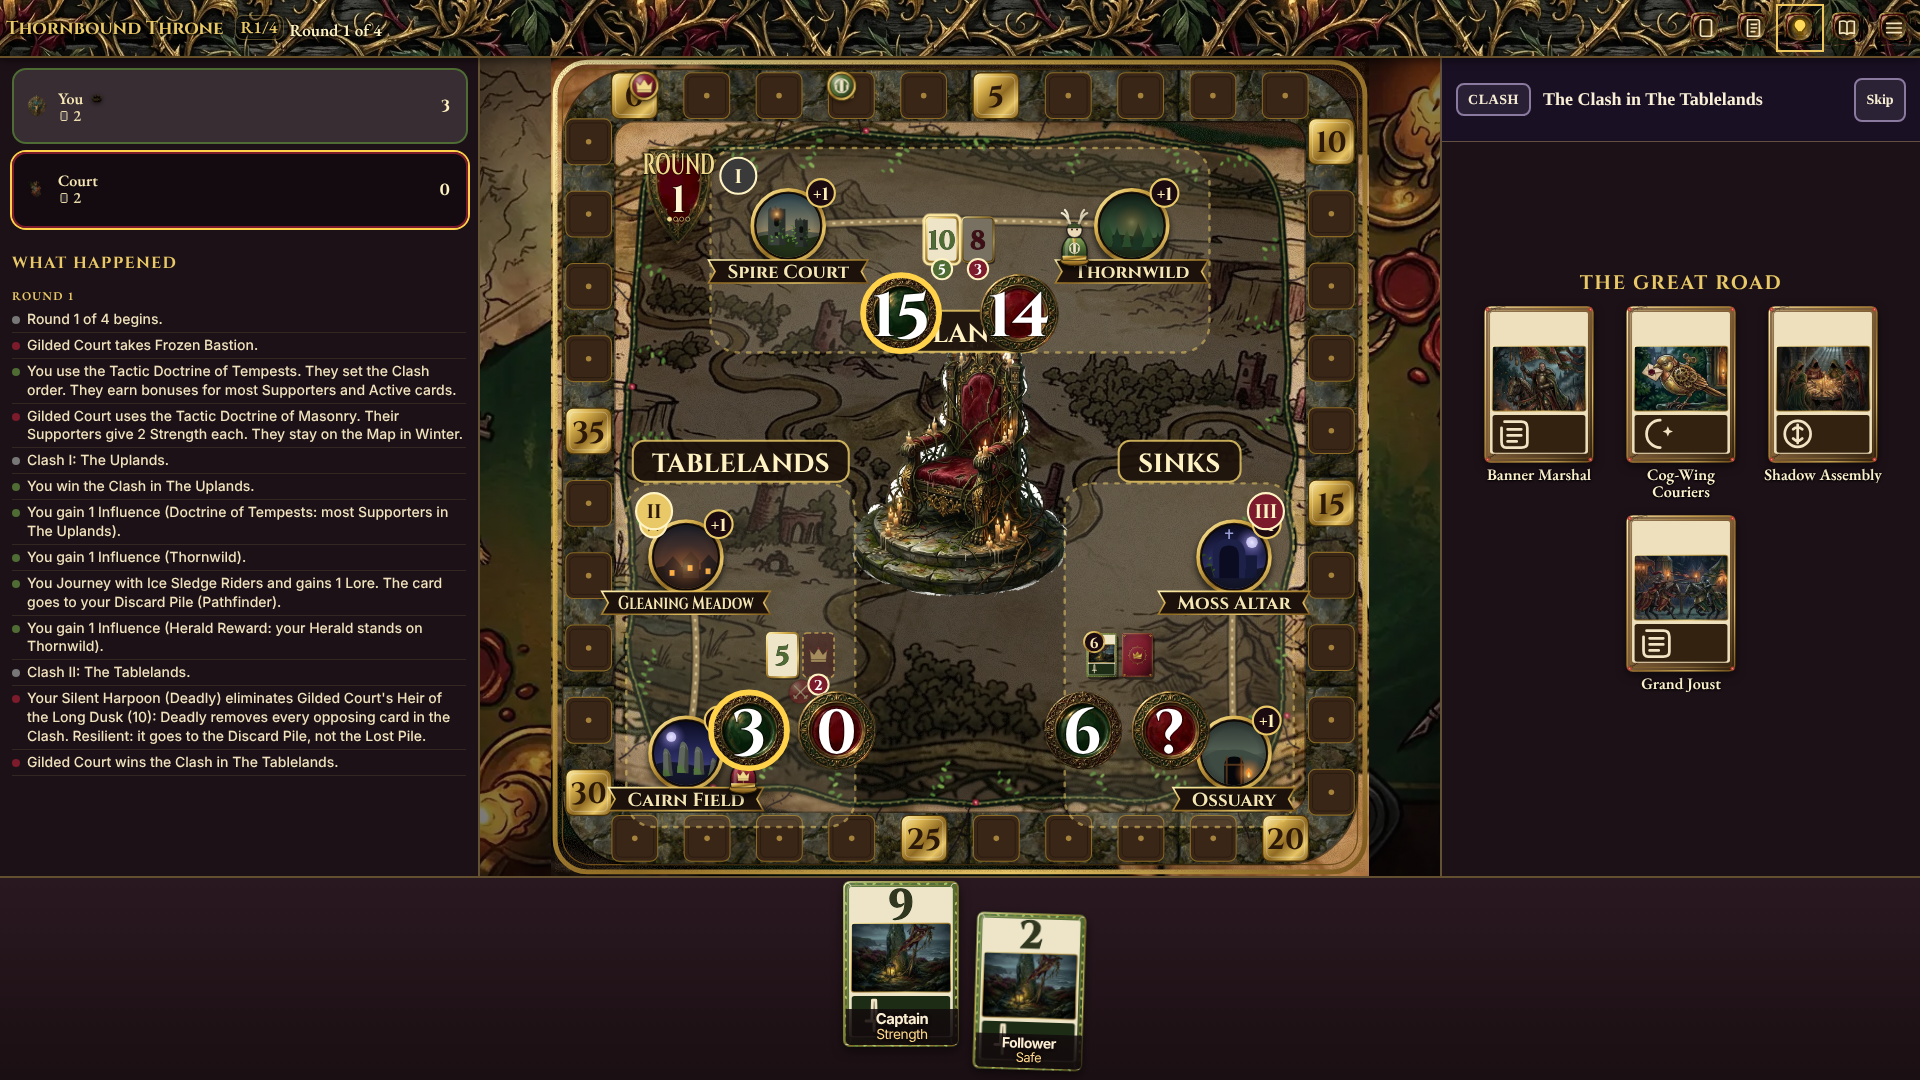 THORNBOUND THRONE R1/4 Round 1 of 4
You
2
3
Court
2
0
WHAT HAPPENED
ROUND 1
Round 1 of 4 begins.
Gilded Court takes Frozen Bastion.
You use the Tactic Doctrine of Tempests. They set the Clash
order. They earn bonuses for most Supporters and Active cards.
Gilded Court uses the Tactic Doctrine of Masonry. Their
Supporters give 2 Strength each. They stay on the Map in Winter.
Clash I: The Uplands.
You win the Clash in The Uplands.
You gain 1 Influence (Doctrine of Tempests: most Supporters in
The Uplands).
You gain 1 Influence (Thornwild).
You Journey with Ice Sledge Riders and gains 1 Lore. The card
goes to your Discard Pile (Pathfinder).
You gain 1 Influence (Herald Reward: your Herald stands on
Thornwild).
Clash II: The Tablelands.
Your Silent Harpoon (Deadly) eliminates Gilded Court's Heir of
the Long Dusk (10): Deadly removes every opposing card in the
Clash. Resilient: it goes to the Discard Pile, not the Lost Pile.
Gilded Court wins the Clash in The Tablelands.
5
10
15
20
25
30
35
ROUND
1
I
+1
+1
SPIRE COURT
THORNWILD
10 8
5 3
15 14
LAN
TABLELANDS
SINKS
II
+1
III
GLEANING MEADOW
MOSS ALTAR
5
2
6
3 0
6 ?
+1
CAIRN FIELD
OSSUARY
CLASH The Clash in The Tablelands Skip
THE GREAT ROAD
Banner Marshal
Cog-Wing
Couriers
Shadow Assembly
Grand Joust
9
Captain
Strength
2
Follower
Safe